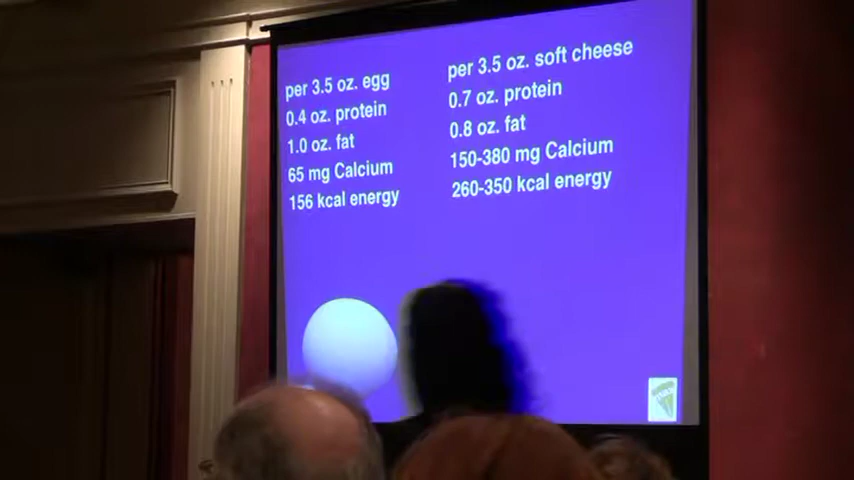 per 3.5 oz. egg
0.4 oz. protein
1.0 oz. fat
65 mg Calcium
156 kcal energy
per 3.5 oz. soft cheese
0.7 oz. protein
0.8 oz. fat
150-380 mg Calcium
260-350 kcal energy